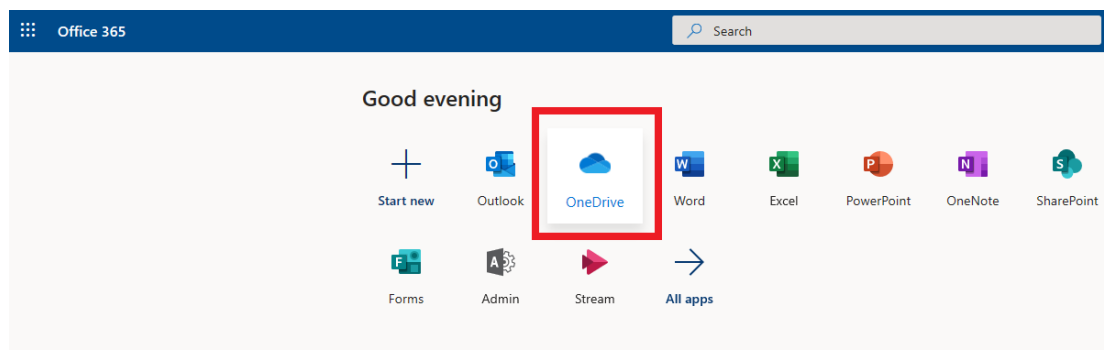 Office 365
Search
Good evening
Start new Outlook OneDrive Word Excel PowerPoint OneNote SharePoint
Forms Admin Stream All apps